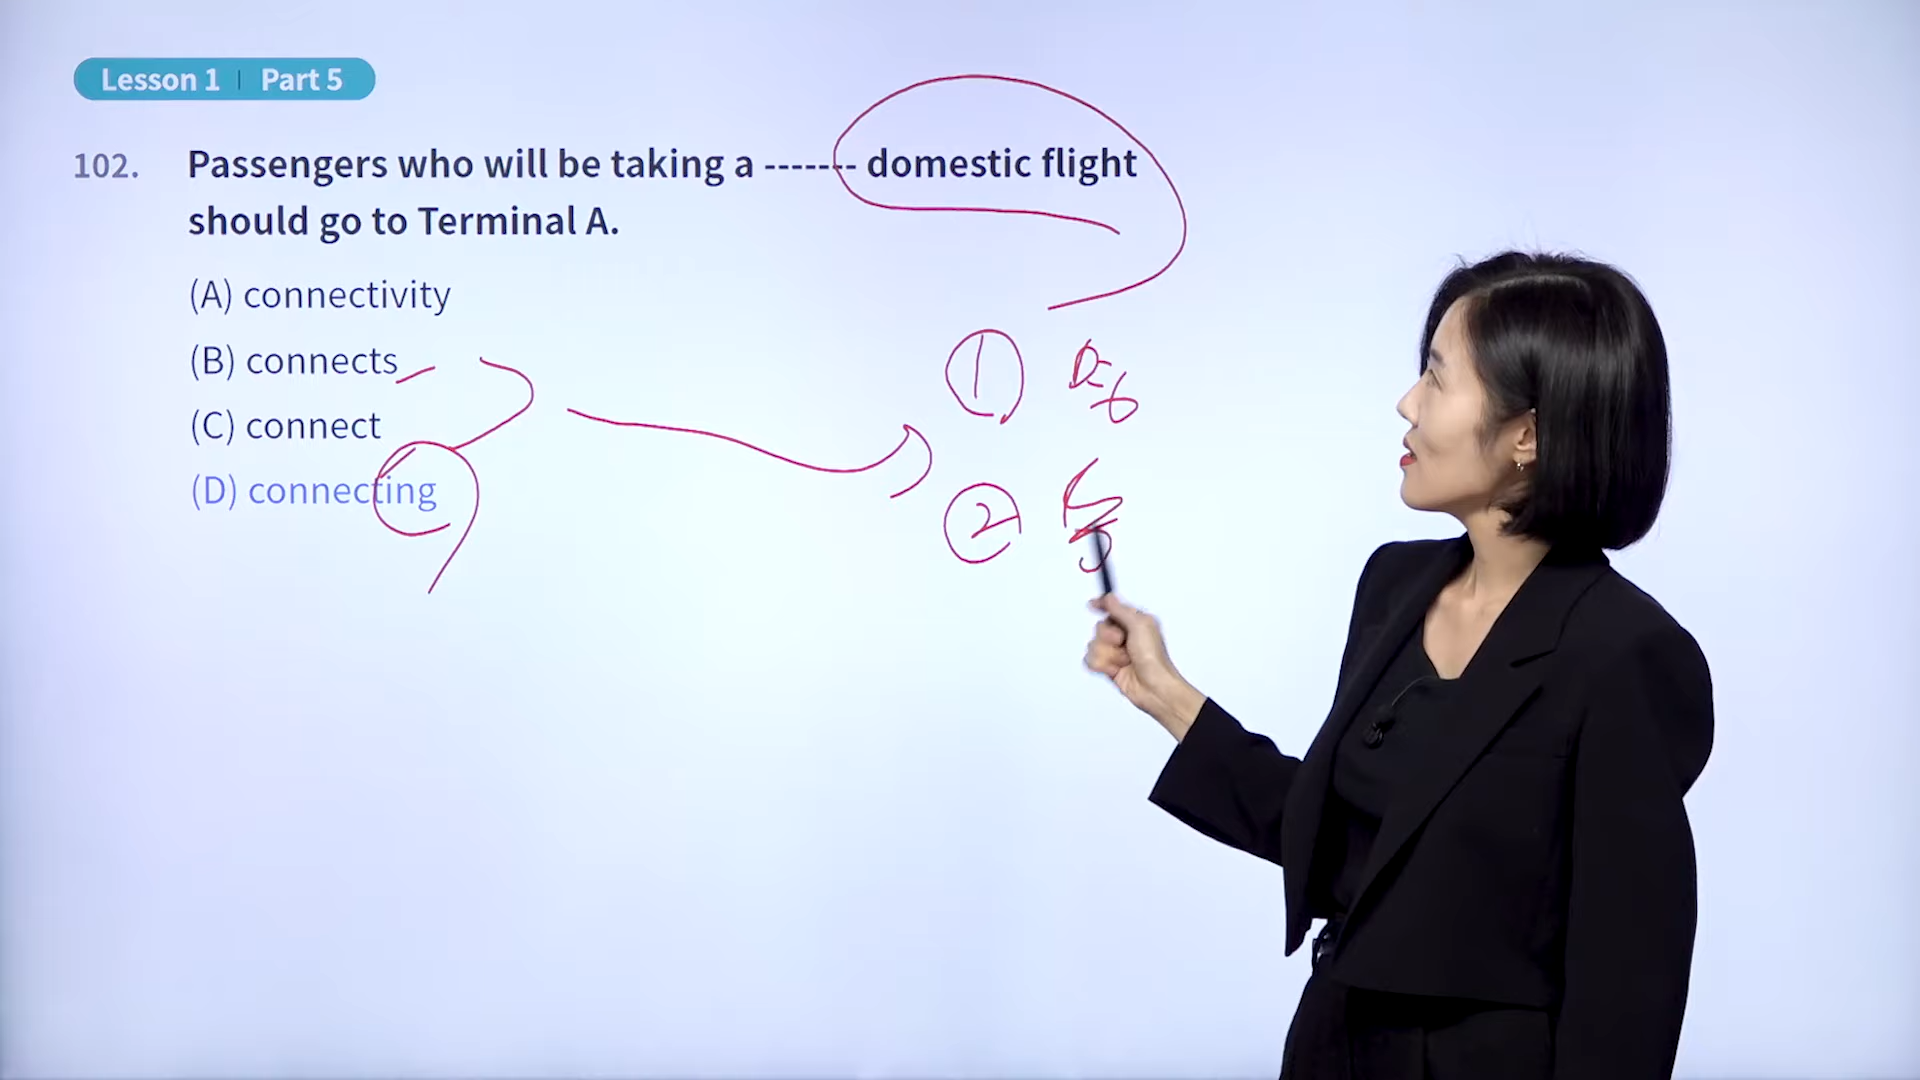 Lesson 1 | Part 5
102. Passengers who will be taking a ------- domestic flight
should go to Terminal A.
(A) connectivity
(B) connects
(C) connect
(D) connecting
①
②